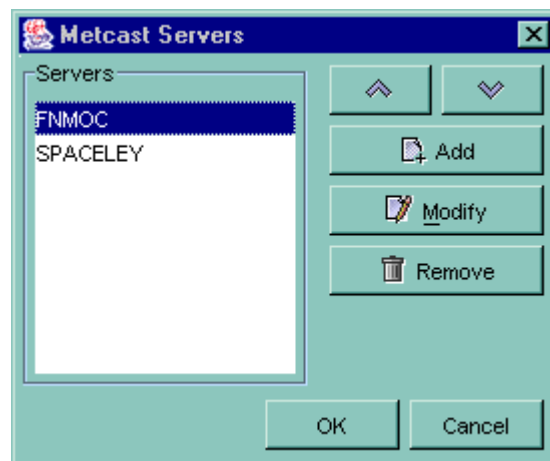 Metcast Servers
Servers
FNMOC
SPACELEY
Add
Modify
Remove
OK
Cancel